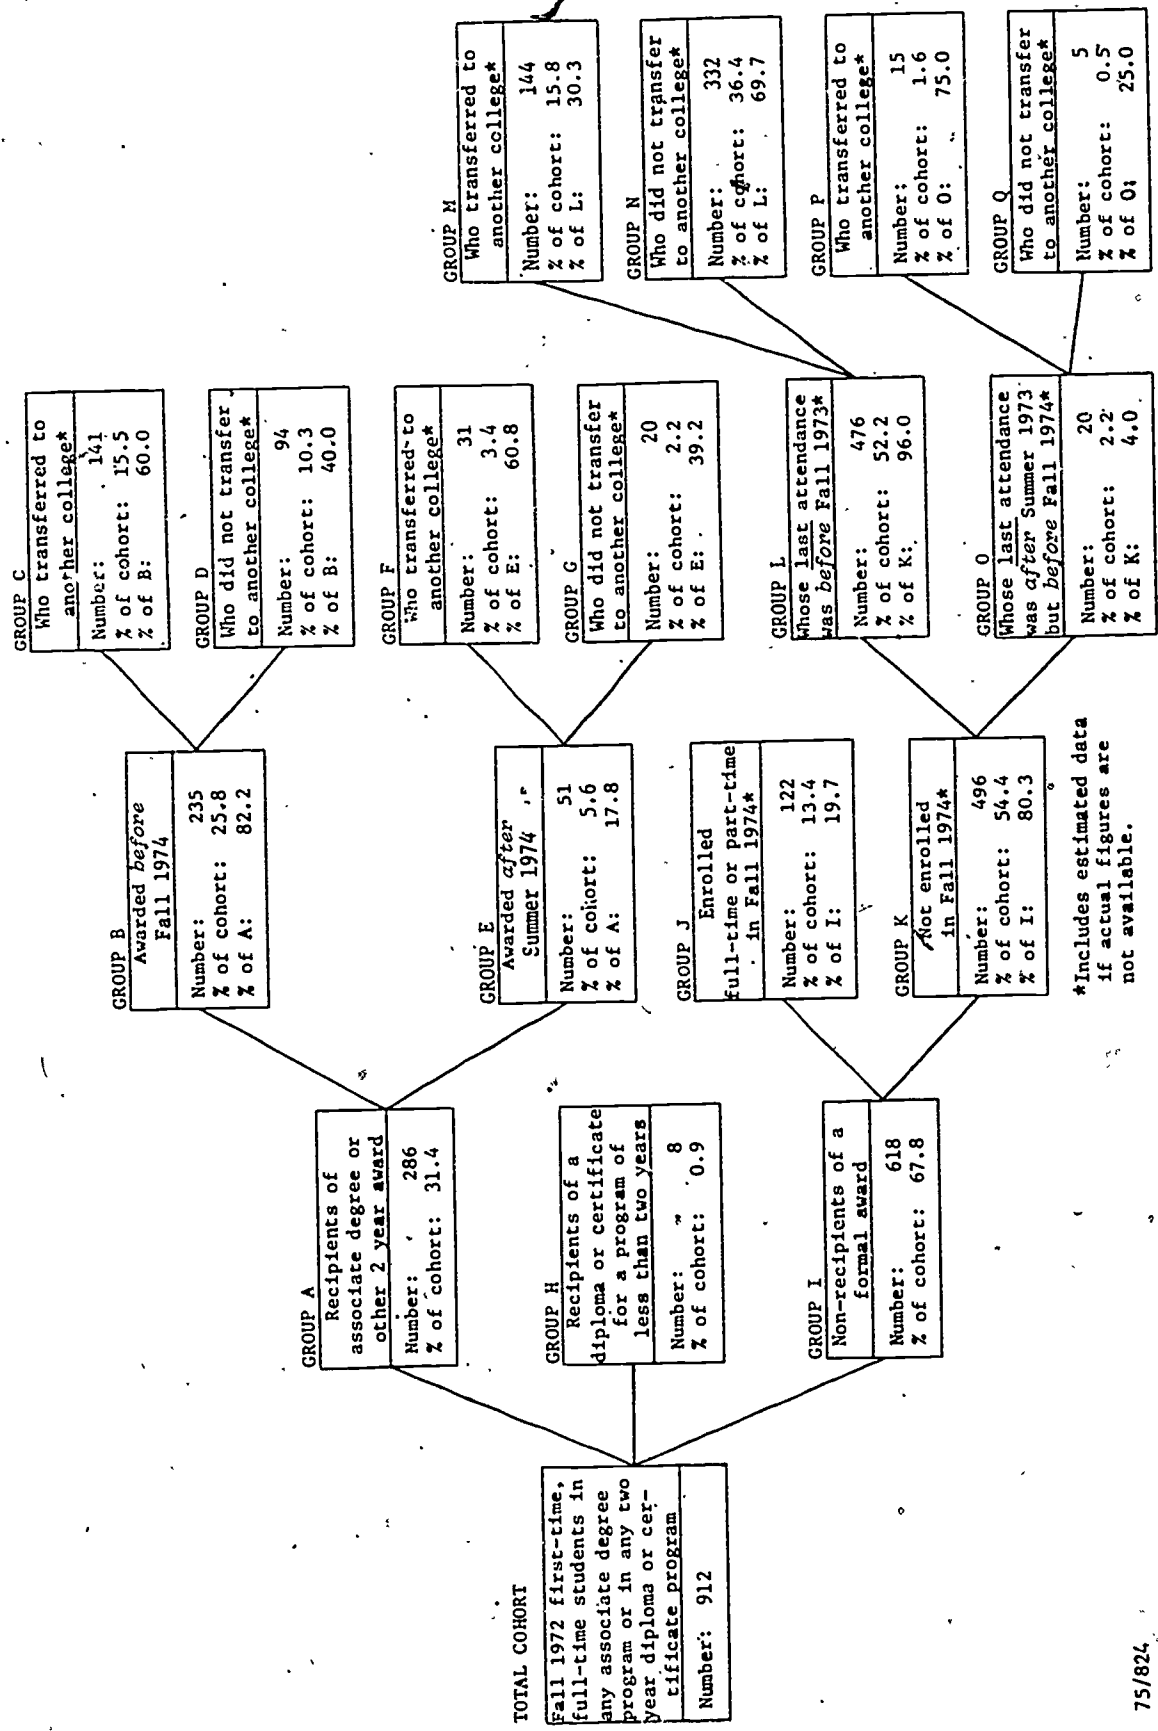 TOTAL COHORT
Fall 1972 first-time,
full-time students in
any associate degree
program or in any two
year diploma or cer-
tificate program
Number: 912
GROUP A
Recipients of
associate degree or
other 2 year award
Number: 286
% of cohort: 31.4
GROUP H
Recipients of a
diploma or certificate
for a program of
less than two years
Number: 8
% of cohort: 0.9
GROUP I
Non-recipients of a
formal award
Number: 618
% of cohort: 67.8
GROUP B
Awarded before
Fall 1974
Number: 235
% of cohort: 25.8
% of A: 82.2
GROUP E
Awarded after
Summer 1974
Number: 51
% of cohort: 5.6
% of A: 17.8
GROUP J
Enrolled
full-time or part-time
in Fall 1974*
Number: 122
% of cohort: 13.4
% of I: 19.7
GROUP K
Not enrolled
in Fall 1974*
Number: 496
% of cohort: 54.4
% of I: 80.3
GROUP C
Who transferred to
another college*
Number: 141
% of cohort: 15.5
% of B: 60.0
GROUP D
Who did not transfer
to another college*
Number: 94
% of cohort: 10.3
% of B: 40.0
GROUP F
Who transferred to
another college*
Number: 31
% of cohort: 3.4
% of E: 60.8
GROUP G
Who did not transfer
to another college*
Number: 20
% of cohort: 2.2
% of E: 39.2
GROUP L
Whose last attendance
was before Fall 1973*
Number: 476
% of cohort: 52.2
% of K: 96.0
GROUP O
Whose last attendance
was after Summer 1973
but before Fall 1974*
Number: 20
% of cohort: 2.2
% of K: 4.0
GROUP M
Who transferred to
another college*
Number: 144
% of cohort: 15.8
% of L: 30.3
GROUP N
Who did not transfer
to another college*
Number: 332
% of cohort: 36.4
% of L: 69.7
GROUP P
Who transferred to
another college*
Number: 15
% of cohort: 1.6
% of O: 75.0
GROUP Q
Who did not transfer
to another college*
Number: 5
% of cohort: 0.5
% of O: 25.0
*Includes estimated data
if actual figures are
not available.
75/824